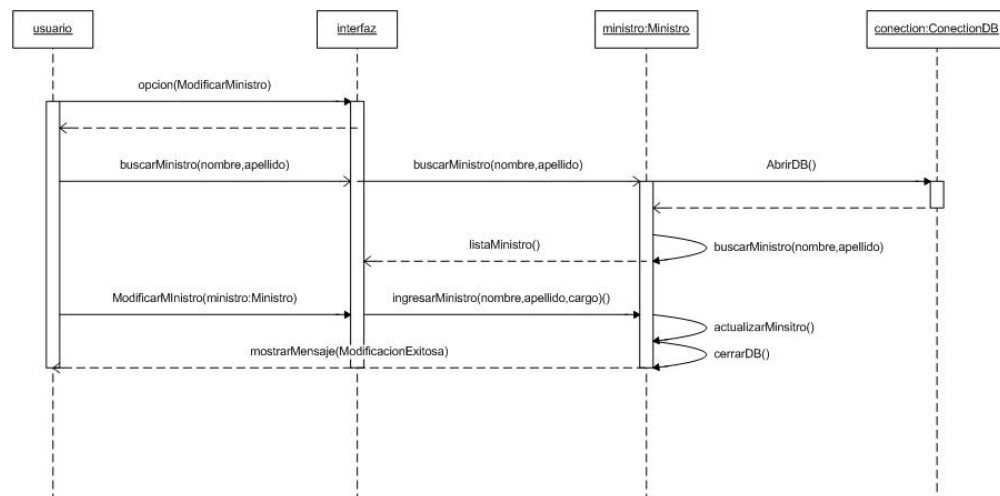 usuario
interfaz
ministro:Ministro
conection:ConectionDB
opcion(ModificarMinistro)
buscarMinistro(nombre,apellido)
buscarMinistro(nombre,apellido)
AbrirDB()
listaMinistro()
buscarMinistro(nombre,apellido)
ModificarMInistro(ministro:Ministro)
ingresarMinistro(nombre,apellido,cargo)()
actualizarMinsitro()
mostrarMensaje(ModificacionExitosa)
cerrarDB()